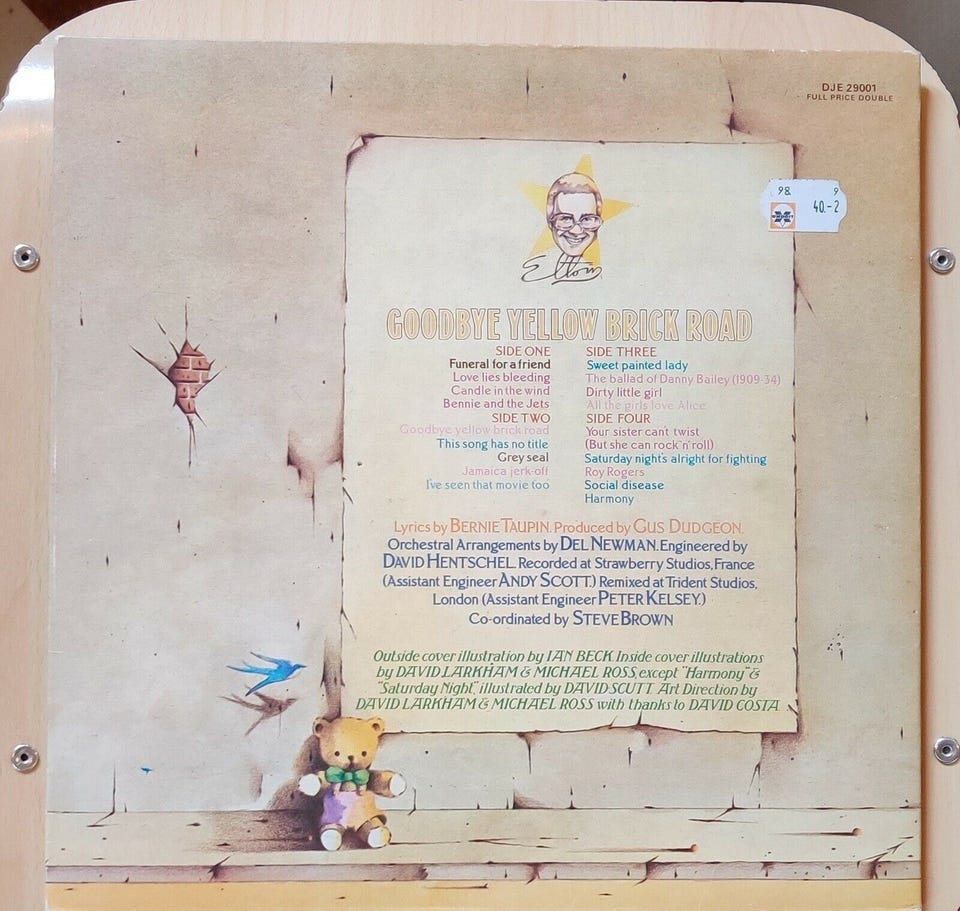 DJE 29001
FULL PRICE DOUBLE
98. 9
40.-2
Elton
GOODBYE YELLOW BRICK ROAD
SIDE ONE
Funeral for a friend
Love lies bleeding
Candle in the wind
Bennie and the Jets
SIDE TWO
Goodbye yellow brick road
This song has no title
Grey seal
Jamaica jerk-off
I've seen that movie too
SIDE THREE
Sweet painted lady
The ballad of Danny Bailey (1909-34)
Dirty little girl
All the girls love Alice
SIDE FOUR
Your sister can't twist
(But she can rock 'n' roll)
Saturday night's alright for fighting
Roy Rogers
Social disease
Harmony
Lyrics by BERNIE TAUPIN. Produced by GUS DUDGEON.
Orchestral Arrangements by DEL NEWMAN. Engineered by
DAVID HENTSCHEL. Recorded at Strawberry Studios, France
(Assistant Engineer ANDY SCOTT.) Remixed at Trident Studios,
London (Assistant Engineer PETER KELSEY.)
Co-ordinated by STEVE BROWN
Outside cover illustration by IAN BECK. Inside cover illustrations
by DAVID LARKHAM & MICHAEL ROSS, except "Harmony" &
"Saturday Night," illustrated by DAVID SCUTT. Art Direction by
DAVID LARKHAM & MICHAEL ROSS with thanks to DAVID COSTA